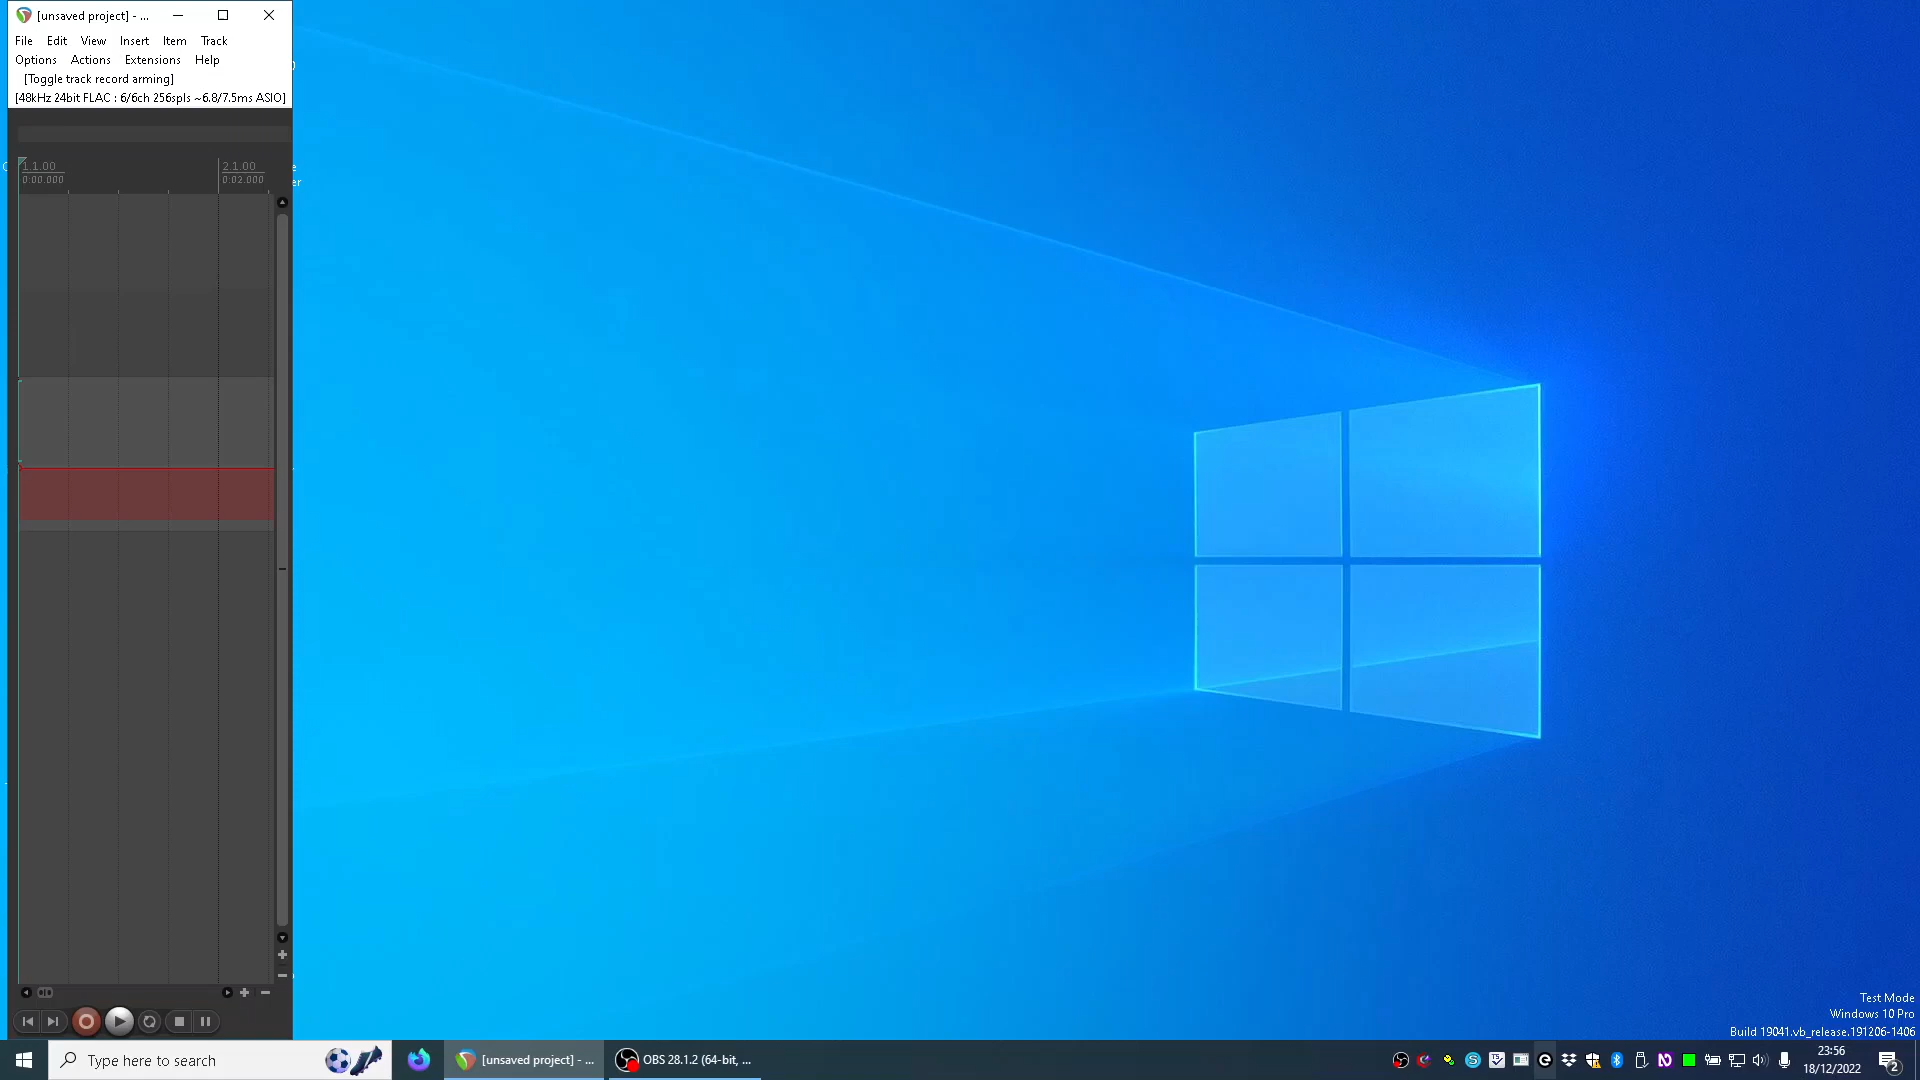 [unsaved project] - ...
File Edit View Insert Item Track
Options Actions Extensions Help
[Toggle track record arming]
[48kHz 24bit FLAC : 6/6ch 256spls ~6.8/7.5ms ASIO]
1.1.00 2.1.00
0:00.000 0:02.000
er
Test Mode
Windows 10 Pro
Build 19041.vb_release.191206-1406
Type here to search
[unsaved project] - ...
OBS 28.1.2 (64-bit, ...
23:56
18/12/2022
2